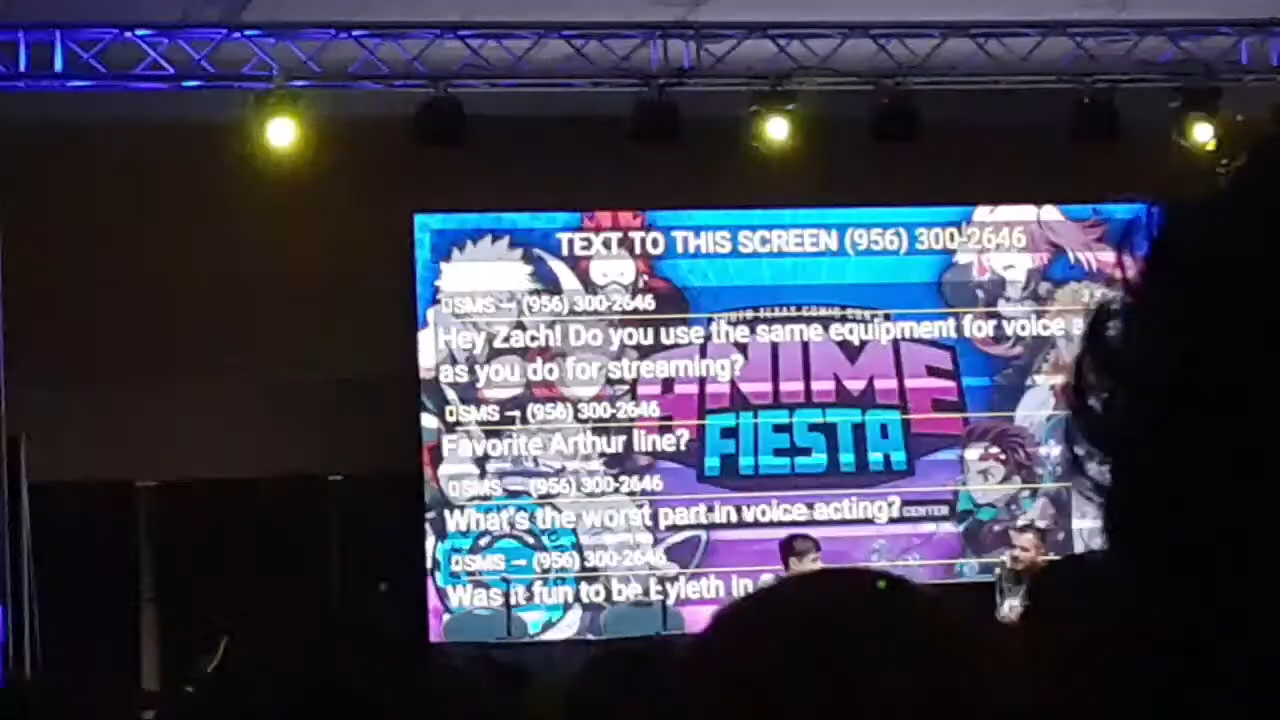 TEXT TO THIS SCREEN (956) 300-2646
SMS – (956) 300-2646
Hey Zach! Do you use the same equipment for voice
as you do for streaming?
SMS – (956) 300-2646
Favorite Arthur line?
SMS – (956) 300-2646
What's the worst part in voice acting?
SMS – (956) 300-2646
Was it fun to be Byleth in
ANIME
FIESTA
CENTER